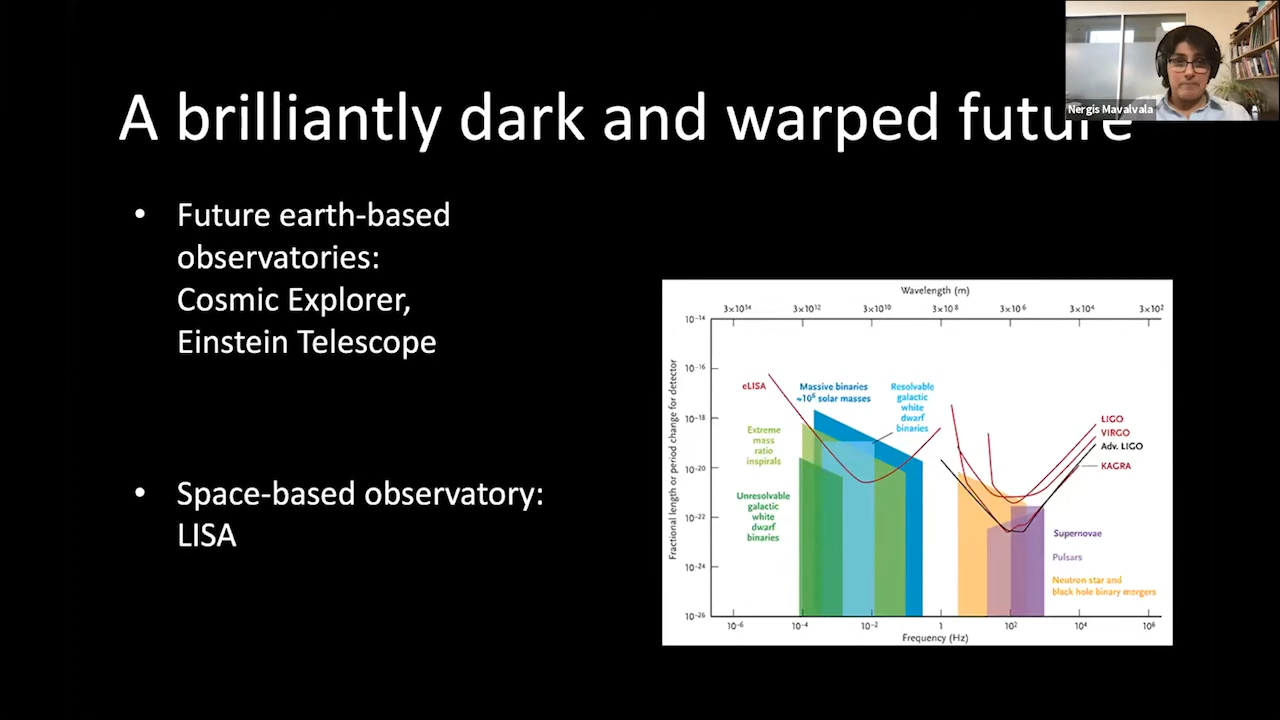 A brilliantly dark and warped future
Nergis Mavalvala
• Future earth-based
observatories:
Cosmic Explorer,
Einstein Telescope
• Space-based observatory:
LISA
Wavelength (m)
3×10¹⁴ 3×10¹² 3×10¹⁰ 3×10⁸ 3×10⁶ 3×10⁴ 3×10²
Fractional length or period change for detector
10⁻¹⁴
10⁻¹⁶
10⁻¹⁸
10⁻²⁰
10⁻²²
10⁻²⁴
10⁻²⁶
eLISA
Massive binaries
≈10⁶ solar masses
Resolvable
galactic
white
dwarf
binaries
Extreme
mass
ratio
inspirals
Unresolvable
galactic
white
dwarf
binaries
LIGO
VIRGO
Adv. LIGO
KAGRA
Supernovae
Pulsars
Neutron star and
black hole binary mergers
10⁻⁶ 10⁻⁴ 10⁻² 1 10² 10⁴ 10⁶
Frequency (Hz)